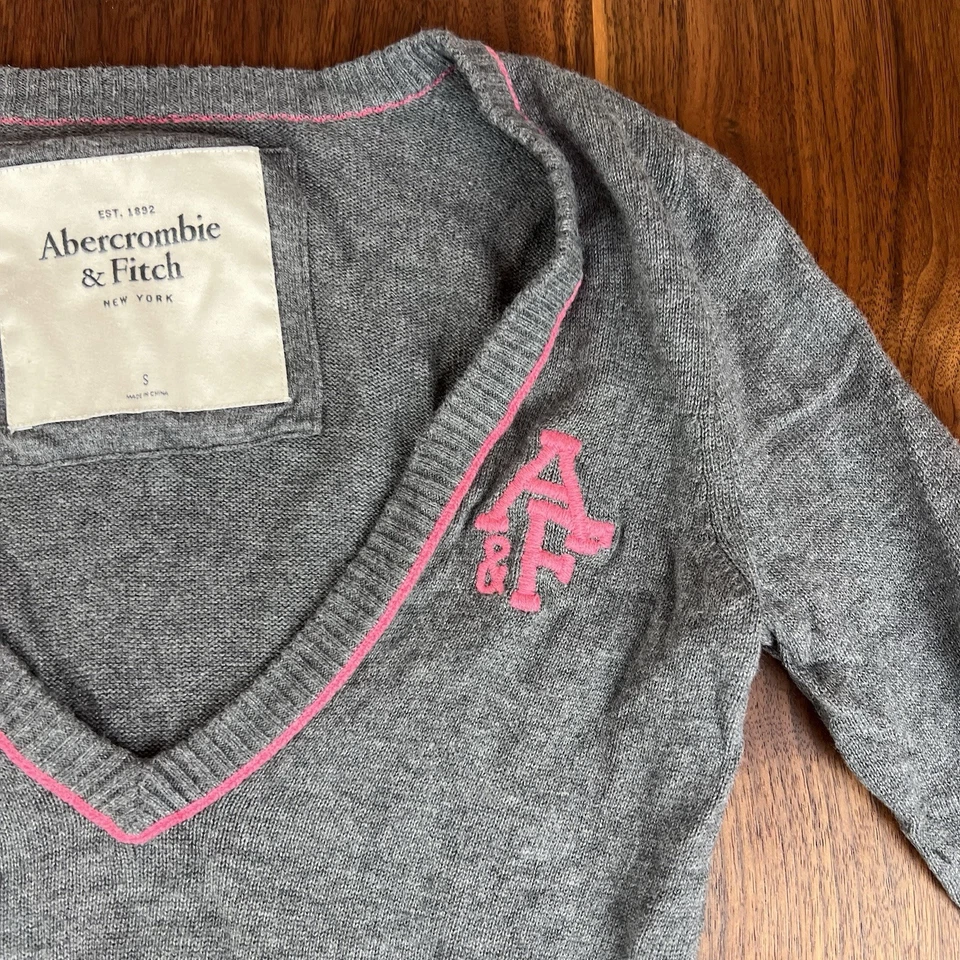 EST. 1892
Abercrombie
& Fitch
NEW YORK
S
MADE IN CHINA
A
&F